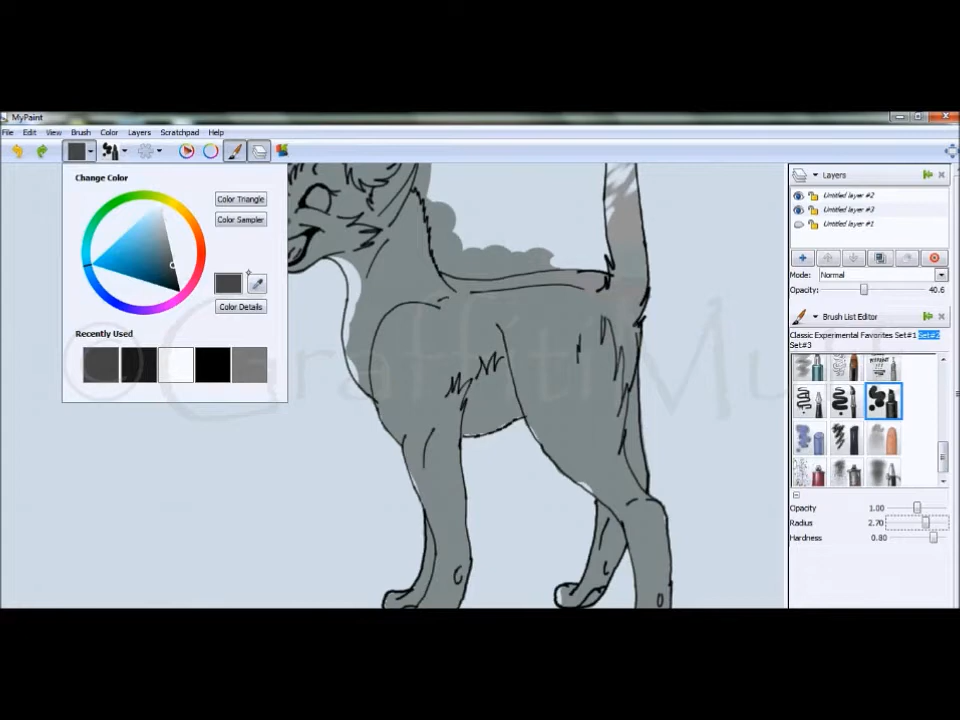 MyPaint
File Edit View Brush Color Layers Scratchpad Help
Change Color
Color Triangle
Color Sampler
Color Details
Recently Used
Layers
Untitled layer #2
Untitled layer #3
Untitled layer #1
Mode: Normal
Opacity: 40.6
Brush List Editor
Classic Experimental Favorites Set#1 Set#2
Set#3
Opacity 1.00
Radius 2.70
Hardness 0.80